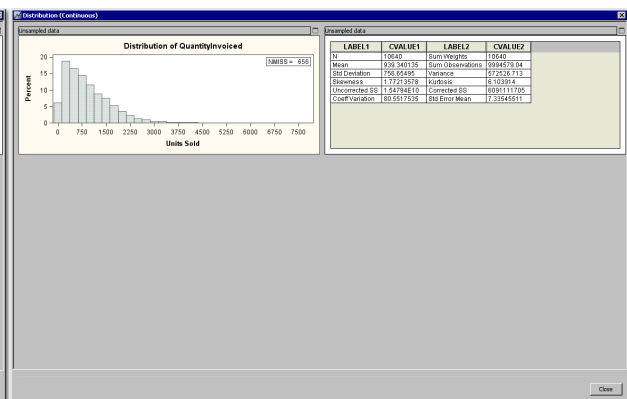 Distribution (Continuous)
Unsampled data
Distribution of QuantityInvoiced
NMISS = 656
20
15
10
5
0
Percent
0 750 1500 2250 3000 3750 4500 5250 6000 6750 7500
Units Sold
Unsampled data
LABEL1 CVALUE1 LABEL2 CVALUE2
N 10640 Sum Weights 10640
Mean 939.340135 Sum Observations 9994579.04
Std Deviation 756.65495 Variance 572526.713
Skewness 1.77213578 Kurtosis 6.103914
Uncorrected SS 1.54794E10 Corrected SS 6091111705
Coeff Variation 80.5517535 Std Error Mean 7.33545511
Close